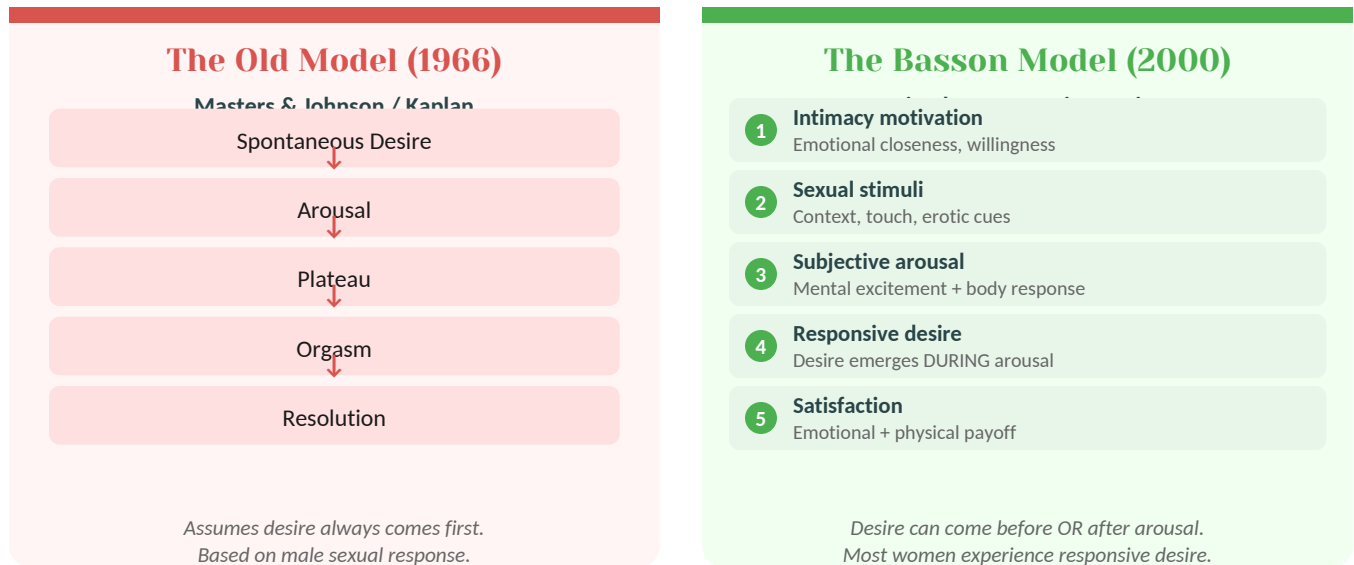 The Old Model (1966)
Masters & Johnson / Kaplan
Spontaneous Desire
Arousal
Plateau
Orgasm
Resolution
Assumes desire always comes first.
Based on male sexual response.
The Basson Model (2000)
1
Intimacy motivation
Emotional closeness, willingness
2
Sexual stimuli
Context, touch, erotic cues
3
Subjective arousal
Mental excitement + body response
4
Responsive desire
Desire emerges DURING arousal
5
Satisfaction
Emotional + physical payoff
Desire can come before OR after arousal.
Most women experience responsive desire.